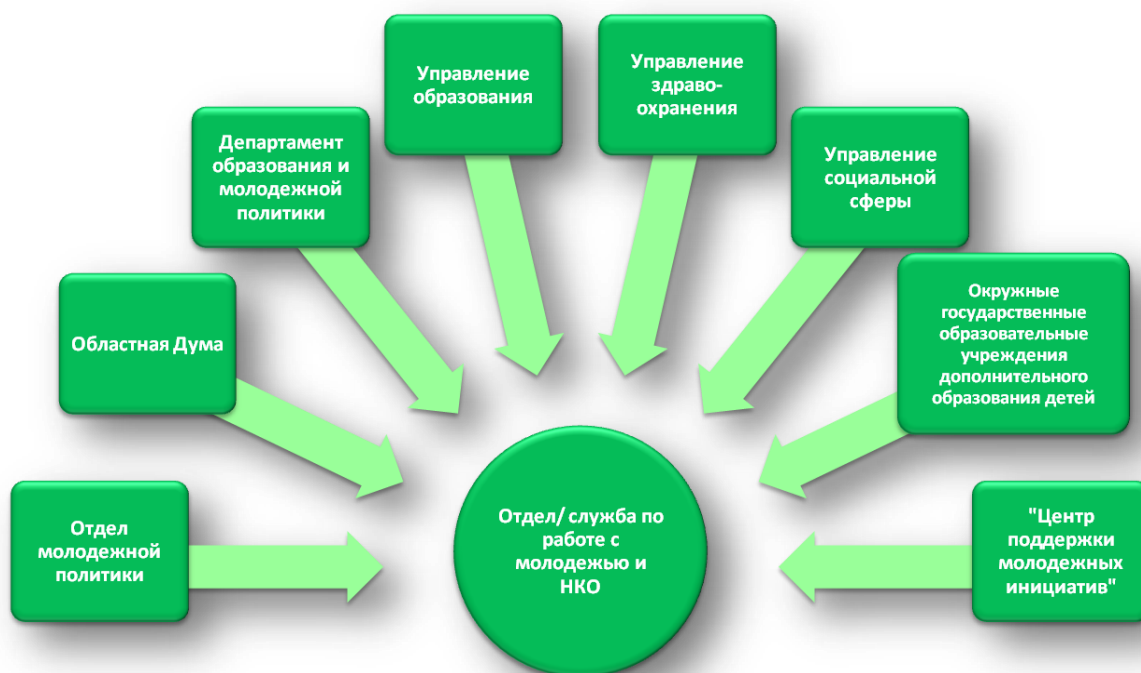 Управление
образования
Управление
здраво-
охранения
Департамент
образования и
молодежной
политики
Управление
социальной
сферы
Областная Дума
Окружные
государственные
образовательные
учреждения
дополнительного
образования детей
Отдел
молодежной
политики
Отдел/ служба по
работе с
молодежью и
НКО
"Центр
поддержки
молодежных
инициатив"